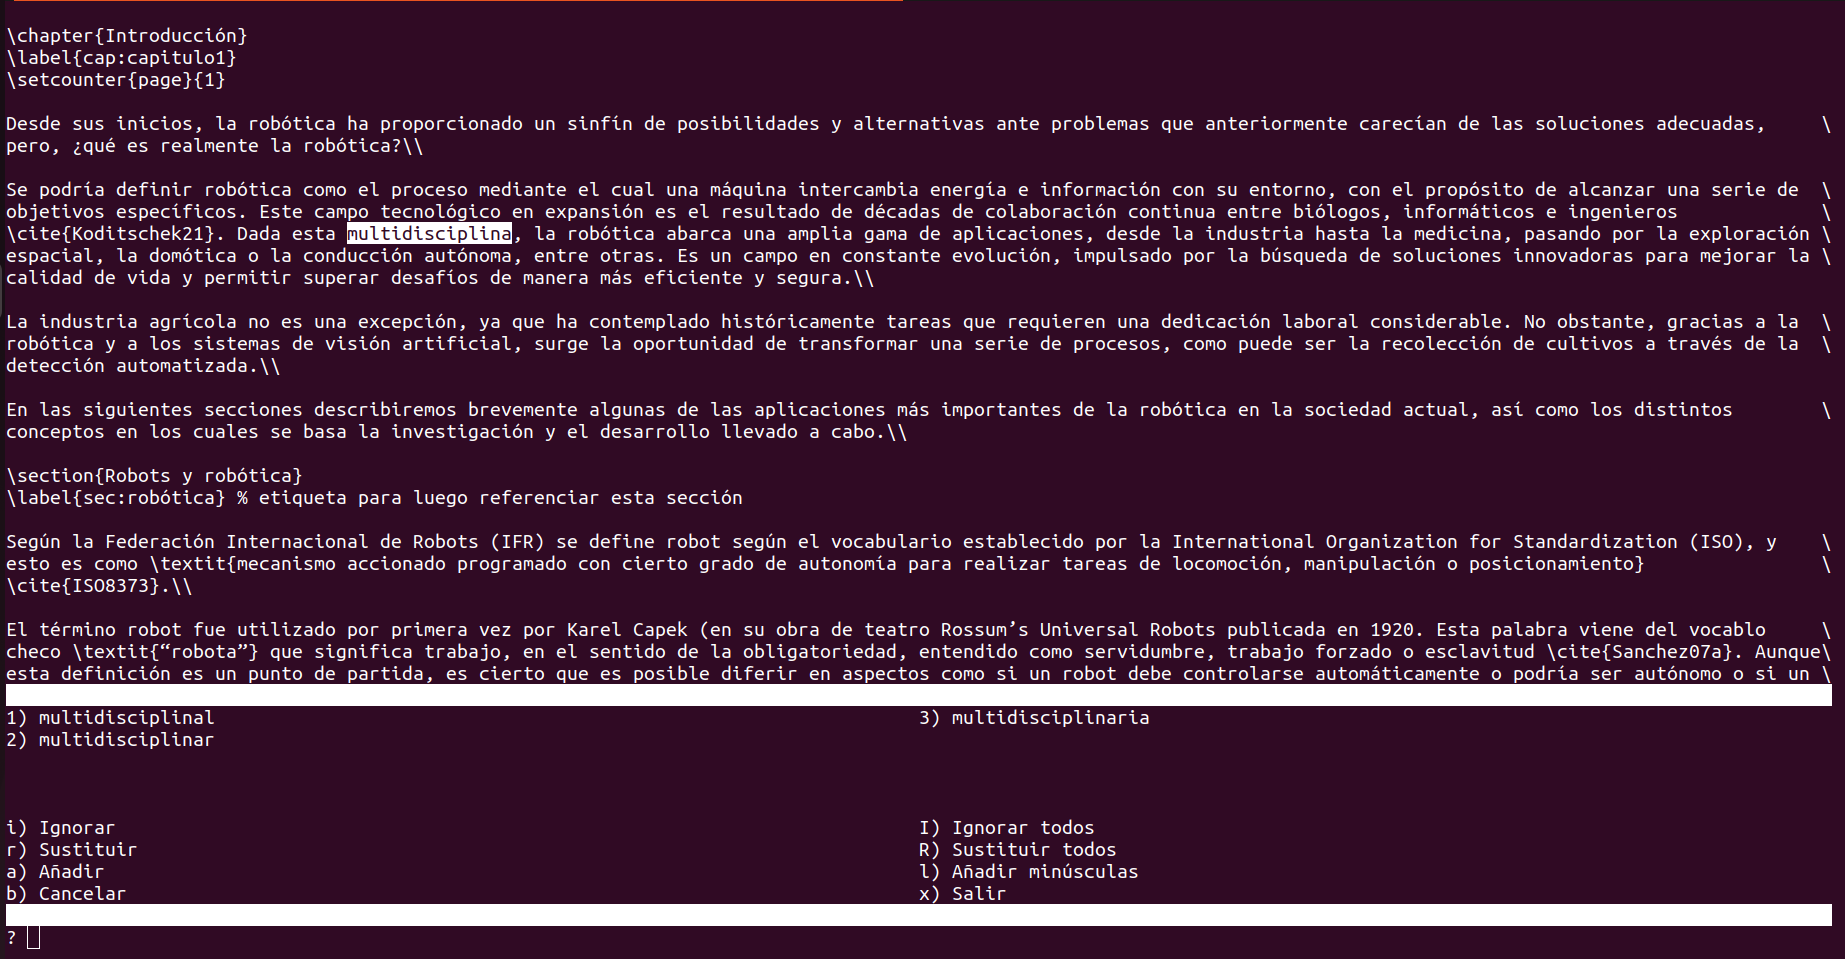 \chapter{Introducción}
\label{cap:capitulo1}
\setcounter{page}{1}
Desde sus inicios, la robótica ha proporcionado un sinfín de posibilidades y alternativas ante problemas que anteriormente carecían de las soluciones adecuadas, \
pero, ¿qué es realmente la robótica?\\
Se podría definir robótica como el proceso mediante el cual una máquina intercambia energía e información con su entorno, con el propósito de alcanzar una serie de \
objetivos específicos. Este campo tecnológico en expansión es el resultado de décadas de colaboración continua entre biólogos, informáticos e ingenieros \
\cite{Koditschek21}. Dada esta multidisciplina, la robótica abarca una amplia gama de aplicaciones, desde la industria hasta la medicina, pasando por la exploración \
espacial, la domótica o la conducción autónoma, entre otras. Es un campo en constante evolución, impulsado por la búsqueda de soluciones innovadoras para mejorar la \
calidad de vida y permitir superar desafíos de manera más eficiente y segura.\\
La industria agrícola no es una excepción, ya que ha contemplado históricamente tareas que requieren una dedicación laboral considerable. No obstante, gracias a la \
robótica y a los sistemas de visión artificial, surge la oportunidad de transformar una serie de procesos, como puede ser la recolección de cultivos a través de la \
detección automatizada.\\
En las siguientes secciones describiremos brevemente algunas de las aplicaciones más importantes de la robótica en la sociedad actual, así como los distintos \
conceptos en los cuales se basa la investigación y el desarrollo llevado a cabo.\\
\section{Robots y robótica}
\label{sec:robótica} % etiqueta para luego referenciar esta sección
Según la Federación Internacional de Robots (IFR) se define robot según el vocabulario establecido por la International Organization for Standardization (ISO), y \
esto es como \textit{mecanismo accionado programado con cierto grado de autonomía para realizar tareas de locomoción, manipulación o posicionamiento} \
\cite{ISO8373}.\\
El término robot fue utilizado por primera vez por Karel Capek (en su obra de teatro Rossum’s Universal Robots publicada en 1920. Esta palabra viene del vocablo \
checo \textit{“robota”} que significa trabajo, en el sentido de la obligatoriedad, entendido como servidumbre, trabajo forzado o esclavitud \cite{Sanchez07a}. Aunque\
esta definición es un punto de partida, es cierto que es posible diferir en aspectos como si un robot debe controlarse automáticamente o podría ser autónomo o si un \
1) multidisciplinal 3) multidisciplinaria
2) multidisciplinar
i) Ignorar I) Ignorar todos
r) Sustituir R) Sustituir todos
a) Añadir l) Añadir minúsculas
b) Cancelar x) Salir
?